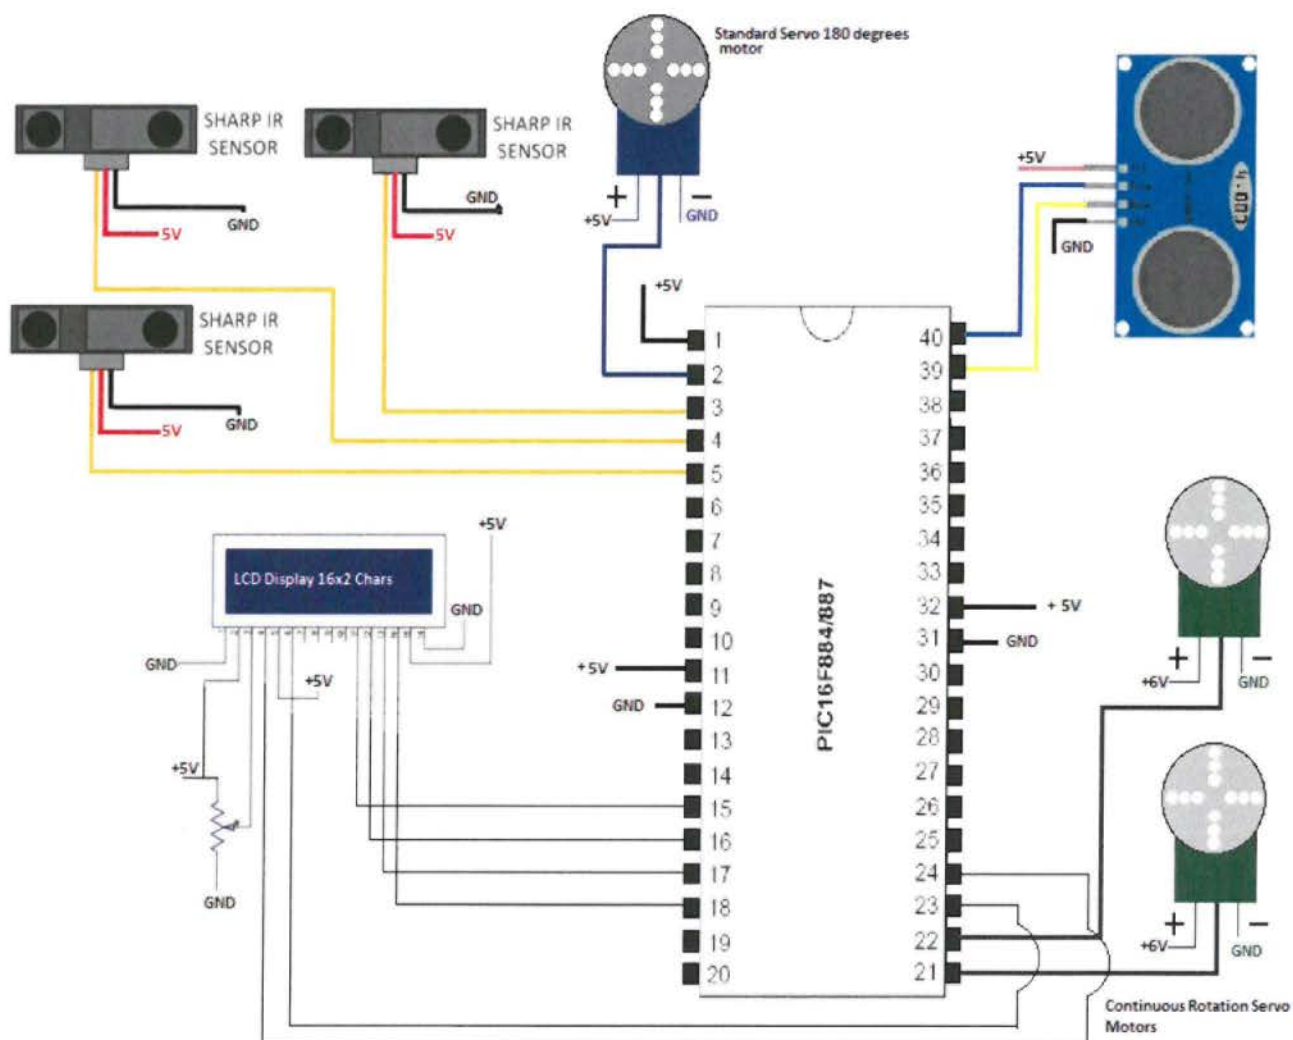 Standard Servo 180 degrees
motor
SHARP IR
SENSOR
GND
5V
SHARP IR
SENSOR
GND
5V
+
-
+5V
GND
+5V
GND
SHARP IR
SENSOR
GND
5V
+5V
1
2
3
4
5
6
7
8
9
10
11
12
13
14
15
16
17
18
19
20
40
39
38
37
36
35
34
33
32
31
30
29
28
27
26
25
24
23
22
21
PIC16F884/887
+5V
GND
+ 5V
GND
LCD Display 16x2 Chars
+5V
GND
GND
+5V
+5V
GND
+
-
+6V
GND
+
-
+6V
GND
Continuous Rotation Servo
Motors